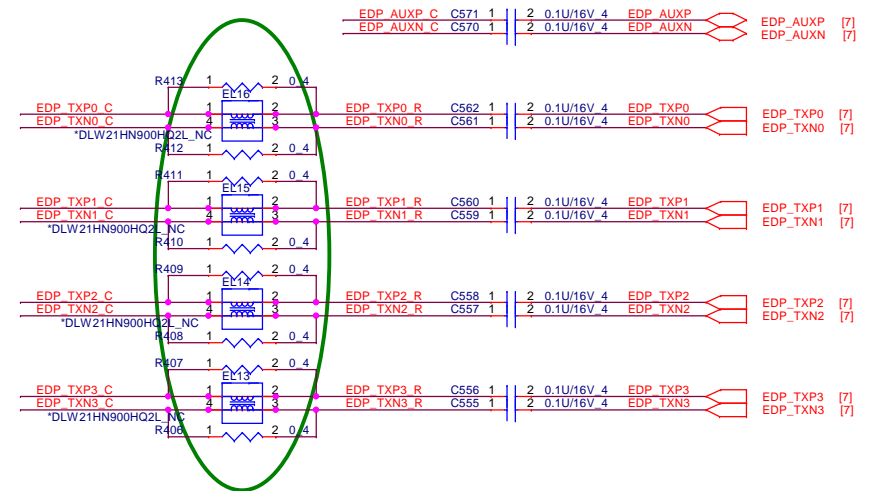 EDP_AUXP_C C571 1 2 0.1U/16V_4 EDP_AUXP EDP_AUXP [7]
EDP_AUXN_C C570 1 2 0.1U/16V_4 EDP_AUXN EDP_AUXN [7]
R413 1 2 0_4
EL16
EDP_TXP0_C 1 2 EDP_TXP0_R C562 1 2 0.1U/16V_4 EDP_TXP0 EDP_TXP0 [7]
EDP_TXN0_C 4 3 EDP_TXN0_R C561 1 2 0.1U/16V_4 EDP_TXN0 EDP_TXN0 [7]
*DLW21HN900HQ2L_NC
R412 1 2 0_4
R411 1 2 0_4
EL15
EDP_TXP1_C 1 2 EDP_TXP1_R C560 1 2 0.1U/16V_4 EDP_TXP1 EDP_TXP1 [7]
EDP_TXN1_C 4 3 EDP_TXN1_R C559 1 2 0.1U/16V_4 EDP_TXN1 EDP_TXN1 [7]
*DLW21HN900HQ2L_NC
R410 1 2 0_4
R409 1 2 0_4
EL14
EDP_TXP2_C 1 2 EDP_TXP2_R C558 1 2 0.1U/16V_4 EDP_TXP2 EDP_TXP2 [7]
EDP_TXN2_C 4 3 EDP_TXN2_R C557 1 2 0.1U/16V_4 EDP_TXN2 EDP_TXN2 [7]
*DLW21HN900HQ2L_NC
R408 1 2 0_4
R407 1 2 0_4
EL13
EDP_TXP3_C 1 2 EDP_TXP3_R C556 1 2 0.1U/16V_4 EDP_TXP3 EDP_TXP3 [7]
EDP_TXN3_C 4 3 EDP_TXN3_R C555 1 2 0.1U/16V_4 EDP_TXN3 EDP_TXN3 [7]
*DLW21HN900HQ2L_NC
R406 1 2 0_4